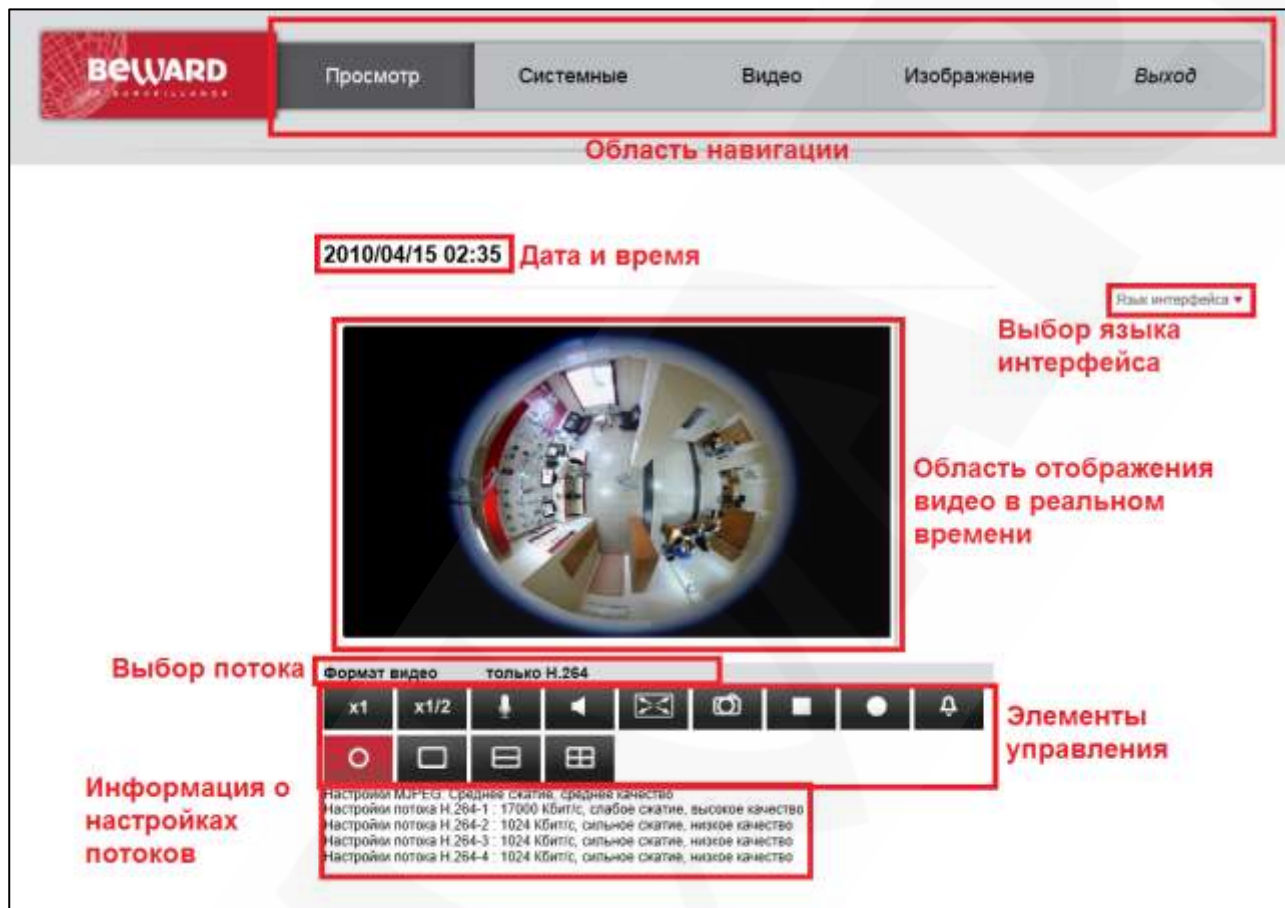 BEWARD
IP SURVEILLANCE
Просмотр Системные Видео Изображение Выход
Область навигации
2010/04/15 02:35 Дата и время
Язык интерфейса
Выбор языка
интерфейса
Область отображения
видео в реальном
времени
Выбор потока Формат видео только H.264
x1 x1/2
Элементы
управления
Информация о
настройках
потоков
Настройки MJPEG: Среднее сжатие, среднее качество
Настройки потока H.264-1 : 17000 Кбит/с, слабое сжатие, высокое качество
Настройки потока H.264-2 : 1024 Кбит/с, сильное сжатие, низкое качество
Настройки потока H.264-3 : 1024 Кбит/с, сильное сжатие, низкое качество
Настройки потока H.264-4 : 1024 Кбит/с, сильное сжатие, низкое качество